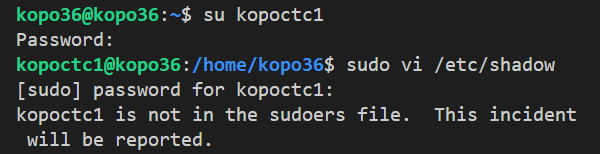 kopo36@kopo36:~$ su kopoctc1
Password:
kopoctc1@kopo36:/home/kopo36$ sudo vi /etc/shadow
[sudo] password for kopoctc1:
kopoctc1 is not in the sudoers file.  This incident
 will be reported.